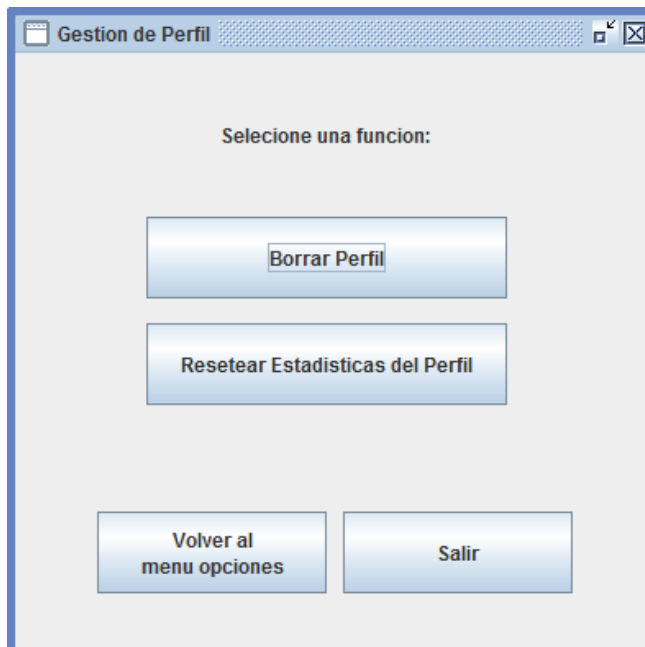 Gestion de Perfil
Selecione una funcion:
Borrar Perfil
Resetear Estadisticas del Perfil
Volver al
menu opciones
Salir